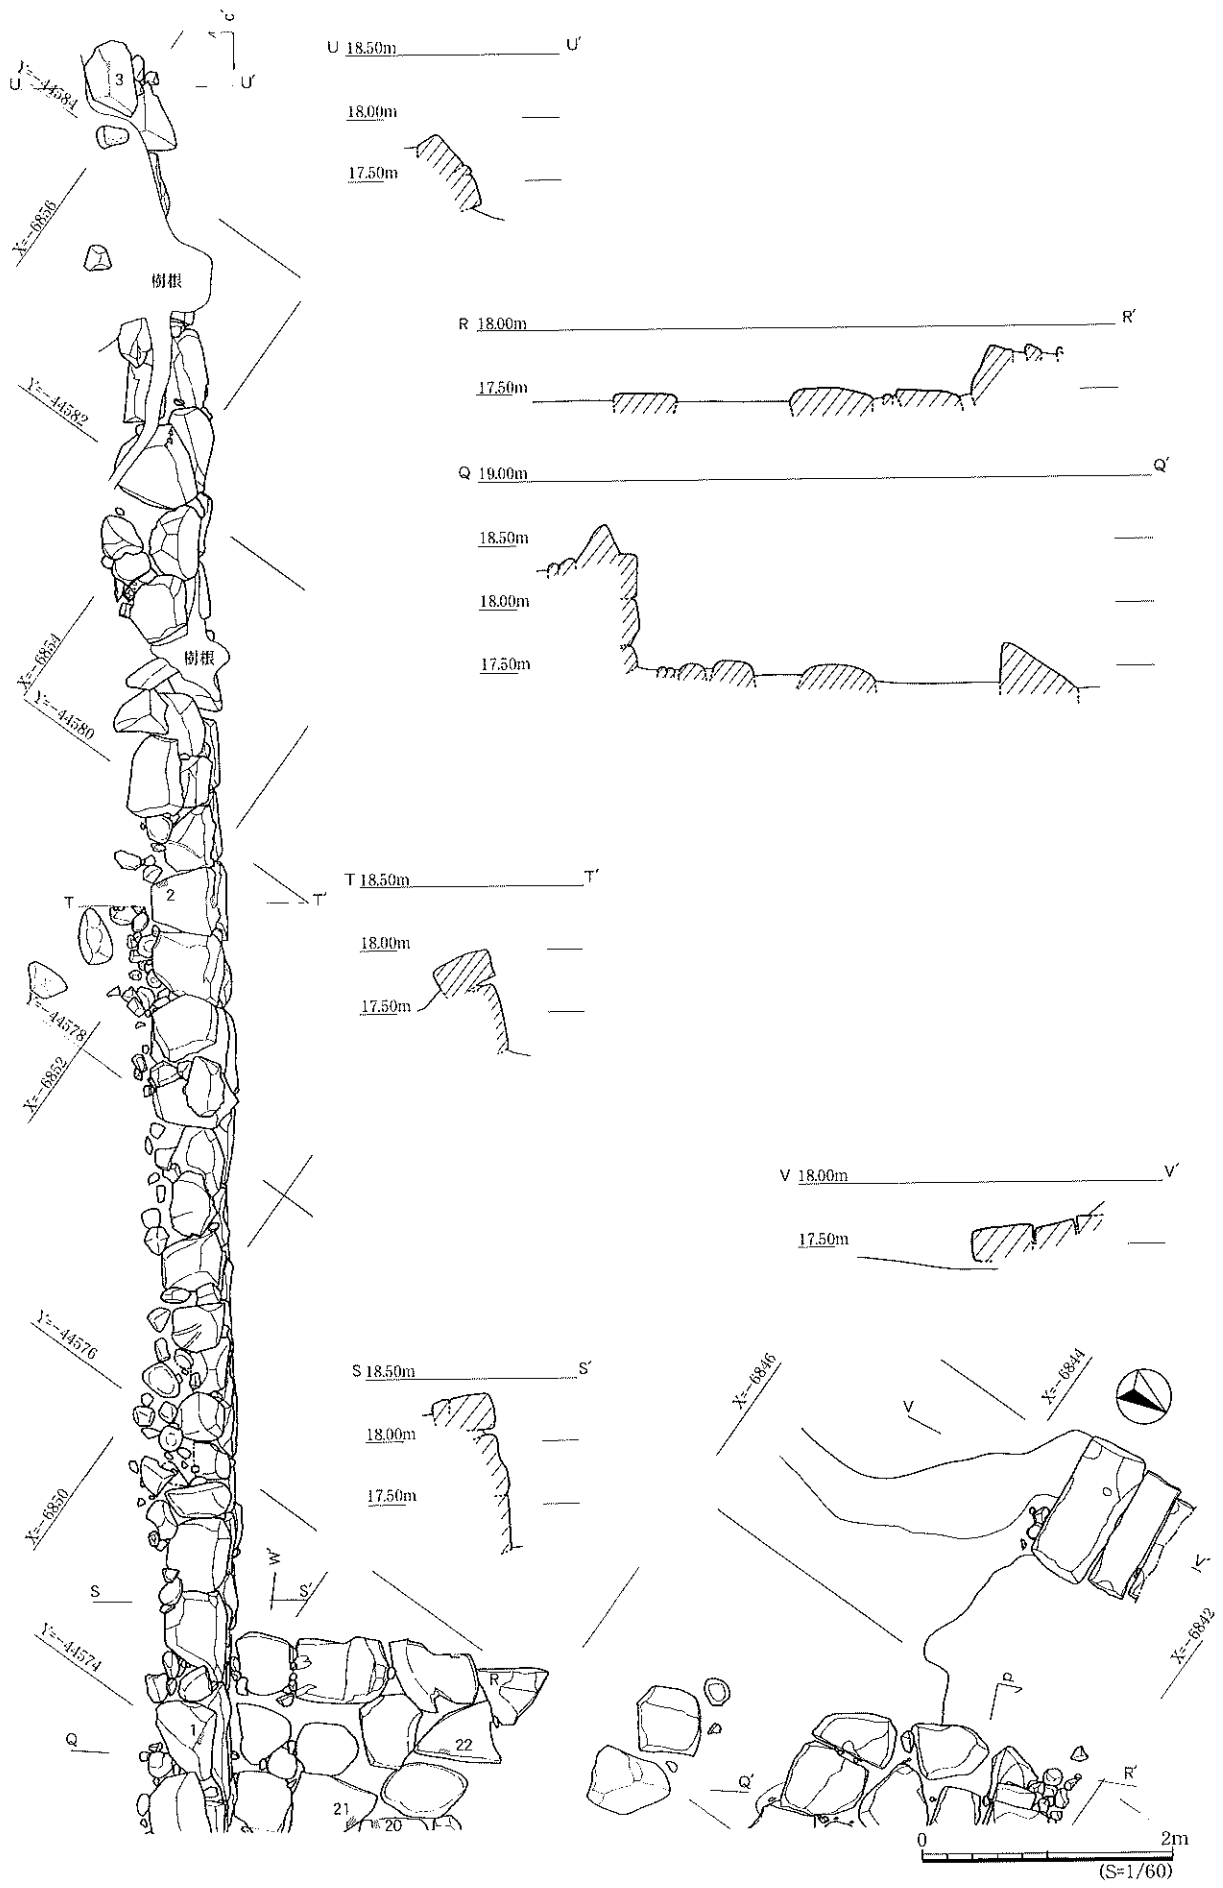 c'
U 18.50m U'
3
U U'
Y=-44584
18.00m
17.50m
X=-6856
樹根
R 18.00m R'
17.50m
Y=-44582
Q 19.00m Q'
18.50m
18.00m
17.50m
X=-6854
樹根
Y=-44580
T 18.50m T'
2
T T'
18.00m
17.50m
Y=-44578
X=-6852
V 18.00m V'
17.50m
Y=-44576
S 18.50m S'
X=-6846
X=-6844
V
18.00m
17.50m
X=-6850
W'
S S'
V'
Y=-44574
X=-6842
R
P
1
22
Q
Q'
R'
21
20
0 2m
(S=1/60)